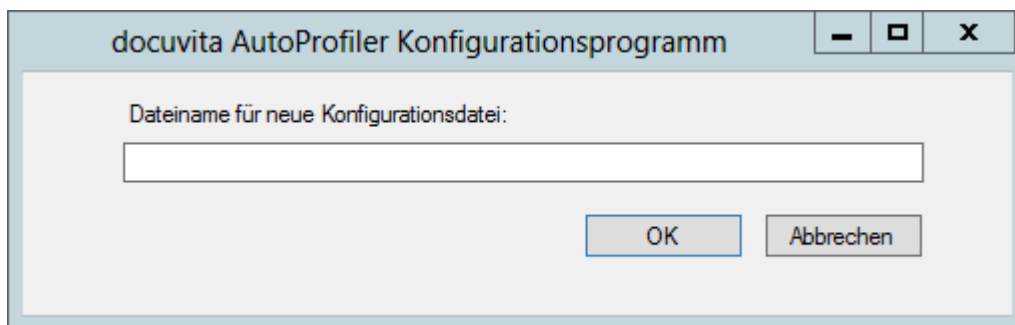 docuvita AutoProfiler Konfigurationsprogramm
Dateiname für neue Konfigurationsdatei:
OK Abbrechen